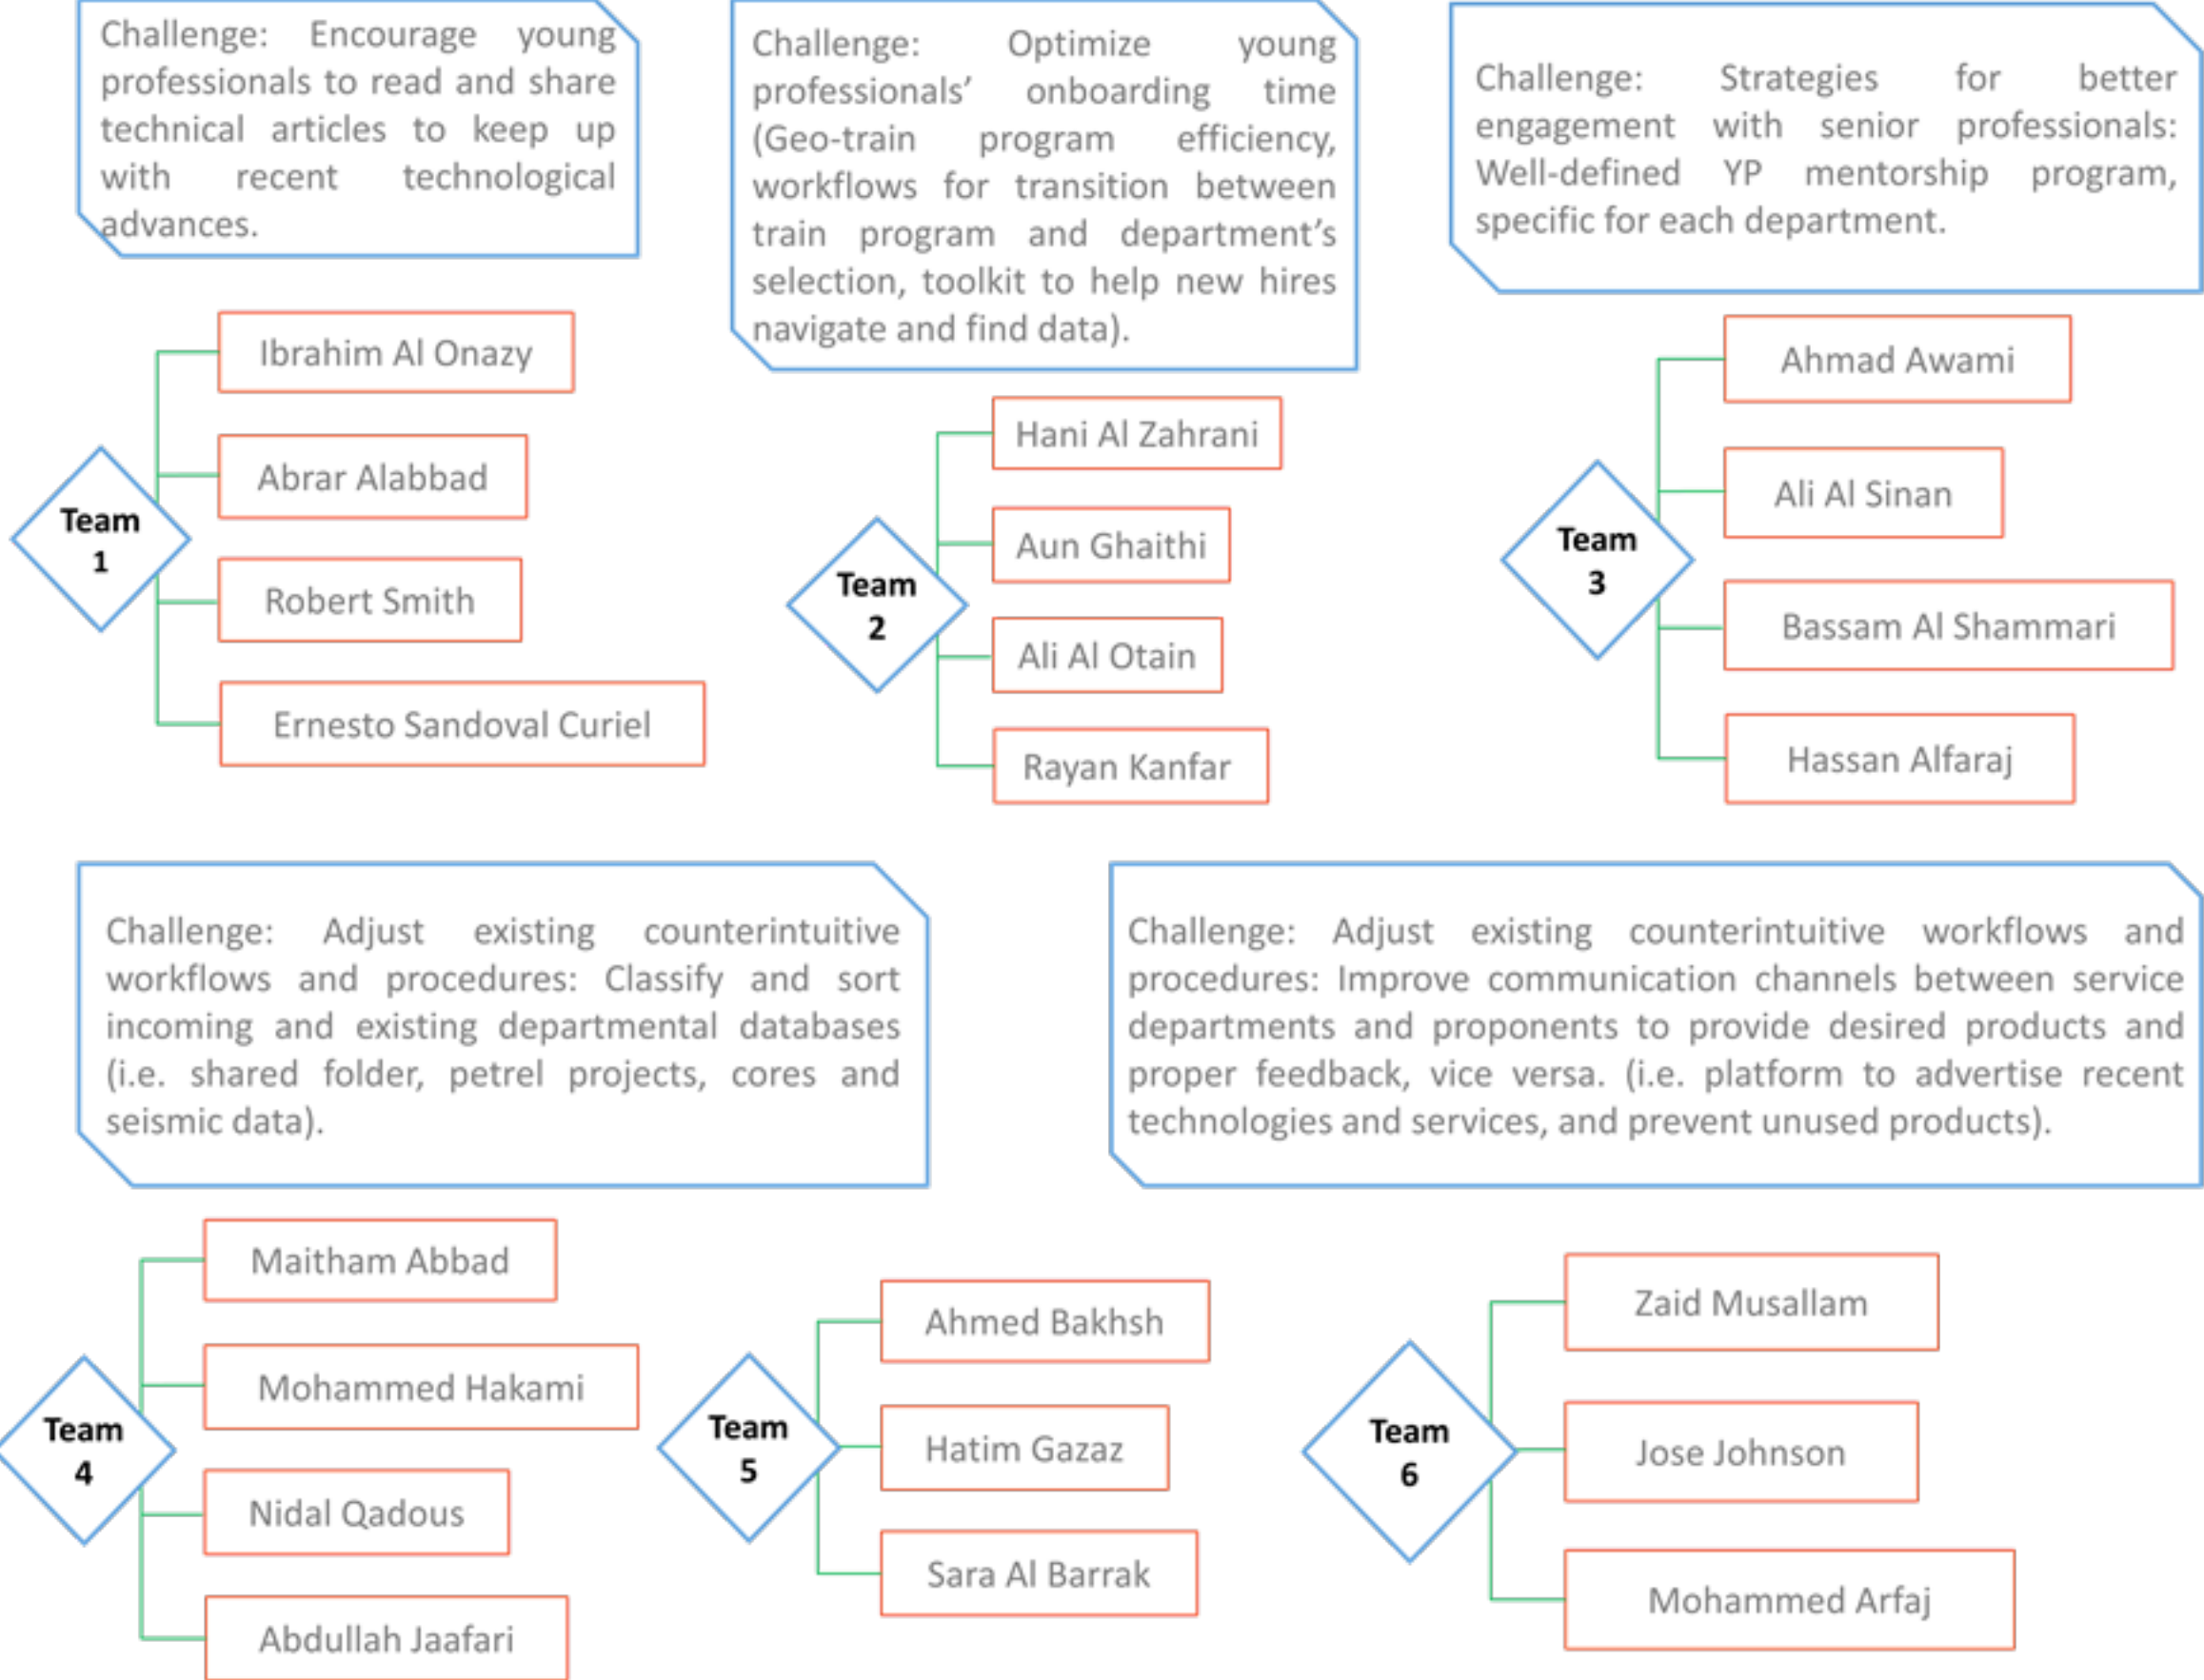 Challenge: Encourage young
professionals to read and share
technical articles to keep up
with recent technological
advances.
Ibrahim Al Onazy
Abrar Alabbad
Team
1
Robert Smith
Ernesto Sandoval Curiel
Challenge: Optimize young
professionals’ onboarding time
(Geo-train program efficiency,
workflows for transition between
train program and department’s
selection, toolkit to help new hires
navigate and find data).
Hani Al Zahrani
Aun Ghaithi
Team
2
Ali Al Otain
Rayan Kanfar
Challenge: Strategies for better
engagement with senior professionals:
Well-defined YP mentorship program,
specific for each department.
Ahmad Awami
Ali Al Sinan
Team
3
Bassam Al Shammari
Hassan Alfaraj
Challenge: Adjust existing counterintuitive
workflows and procedures: Classify and sort
incoming and existing departmental databases
(i.e. shared folder, petrel projects, cores and
seismic data).
Maitham Abbad
Mohammed Hakami
Team
4
Nidal Qadous
Abdullah Jaafari
Ahmed Bakhsh
Team
5
Hatim Gazaz
Sara Al Barrak
Challenge: Adjust existing counterintuitive workflows and
procedures: Improve communication channels between service
departments and proponents to provide desired products and
proper feedback, vice versa. (i.e. platform to advertise recent
technologies and services, and prevent unused products).
Zaid Musallam
Team
6
Jose Johnson
Mohammed Arfaj